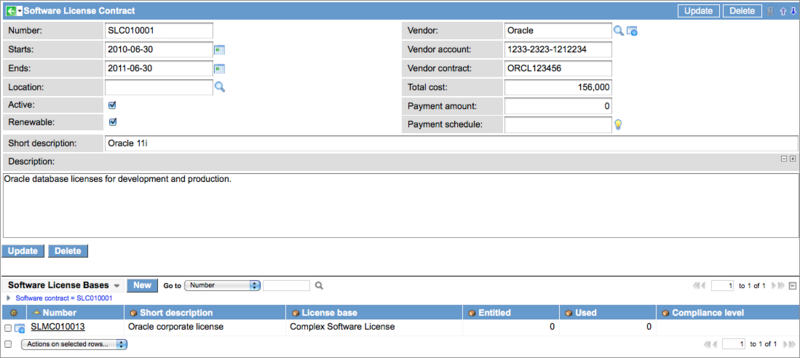 Software License Contract Update Delete
Number: SLC010001 Vendor: Oracle
Starts: 2010-06-30 Vendor account: 1233-2323-1212234
Ends: 2011-06-30 Vendor contract: ORCL123456
Location: Total cost: 156,000
Active: Payment amount: 0
Renewable: Payment schedule:
Short description: Oracle 11i
Description:
Oracle database licenses for development and production.
Update Delete
Software License Bases New Go to Number 1 to 1 of 1
Software contract = SLC010001
Number Short description License base Entitled Used Compliance level
SLMC010013 Oracle corporate license Complex Software License 0 0
Actions on selected rows... 1 to 1 of 1